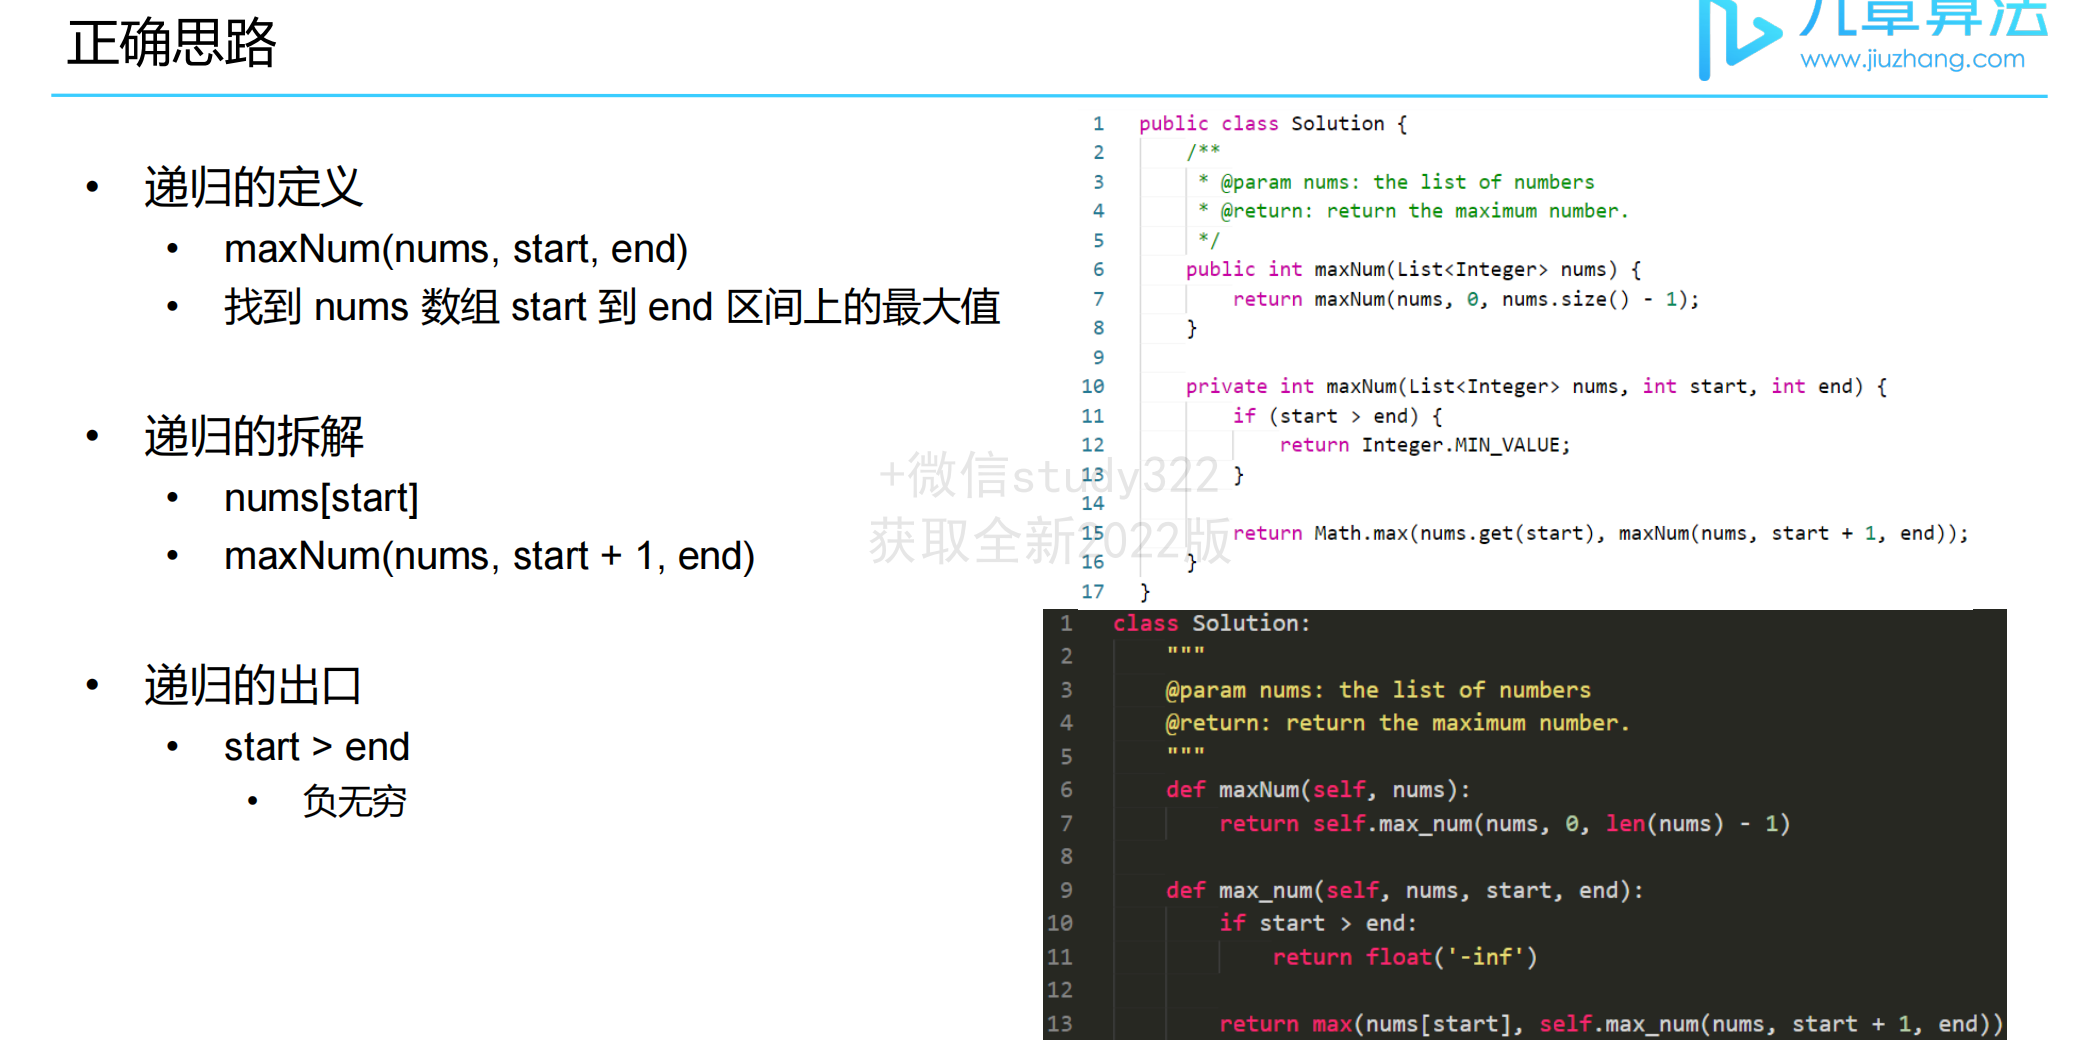 正确思路
九章算法
www.jiuzhang.com
• 递归的定义
• maxNum(nums, start, end)
• 找到 nums 数组 start 到 end 区间上的最大值
• 递归的拆解
• nums[start]
• maxNum(nums, start + 1, end)
• 递归的出口
• start > end
• 负无穷
+微信study322
获取全新2022版
1 public class Solution {
2 /**
3 * @param nums: the list of numbers
4 * @return: return the maximum number.
5 */
6 public int maxNum(List<Integer> nums) {
7 return maxNum(nums, 0, nums.size() - 1);
8 }
9
10 private int maxNum(List<Integer> nums, int start, int end) {
11 if (start > end) {
12 return Integer.MIN_VALUE;
13 }
14
15 return Math.max(nums.get(start), maxNum(nums, start + 1, end));
16 }
17 }
1 class Solution:
2 """
3 @param nums: the list of numbers
4 @return: return the maximum number.
5 """
6 def maxNum(self, nums):
7 return self.max_num(nums, 0, len(nums) - 1)
8
9 def max_num(self, nums, start, end):
10 if start > end:
11 return float('-inf')
12
13 return max(nums[start], self.max_num(nums, start + 1, end))